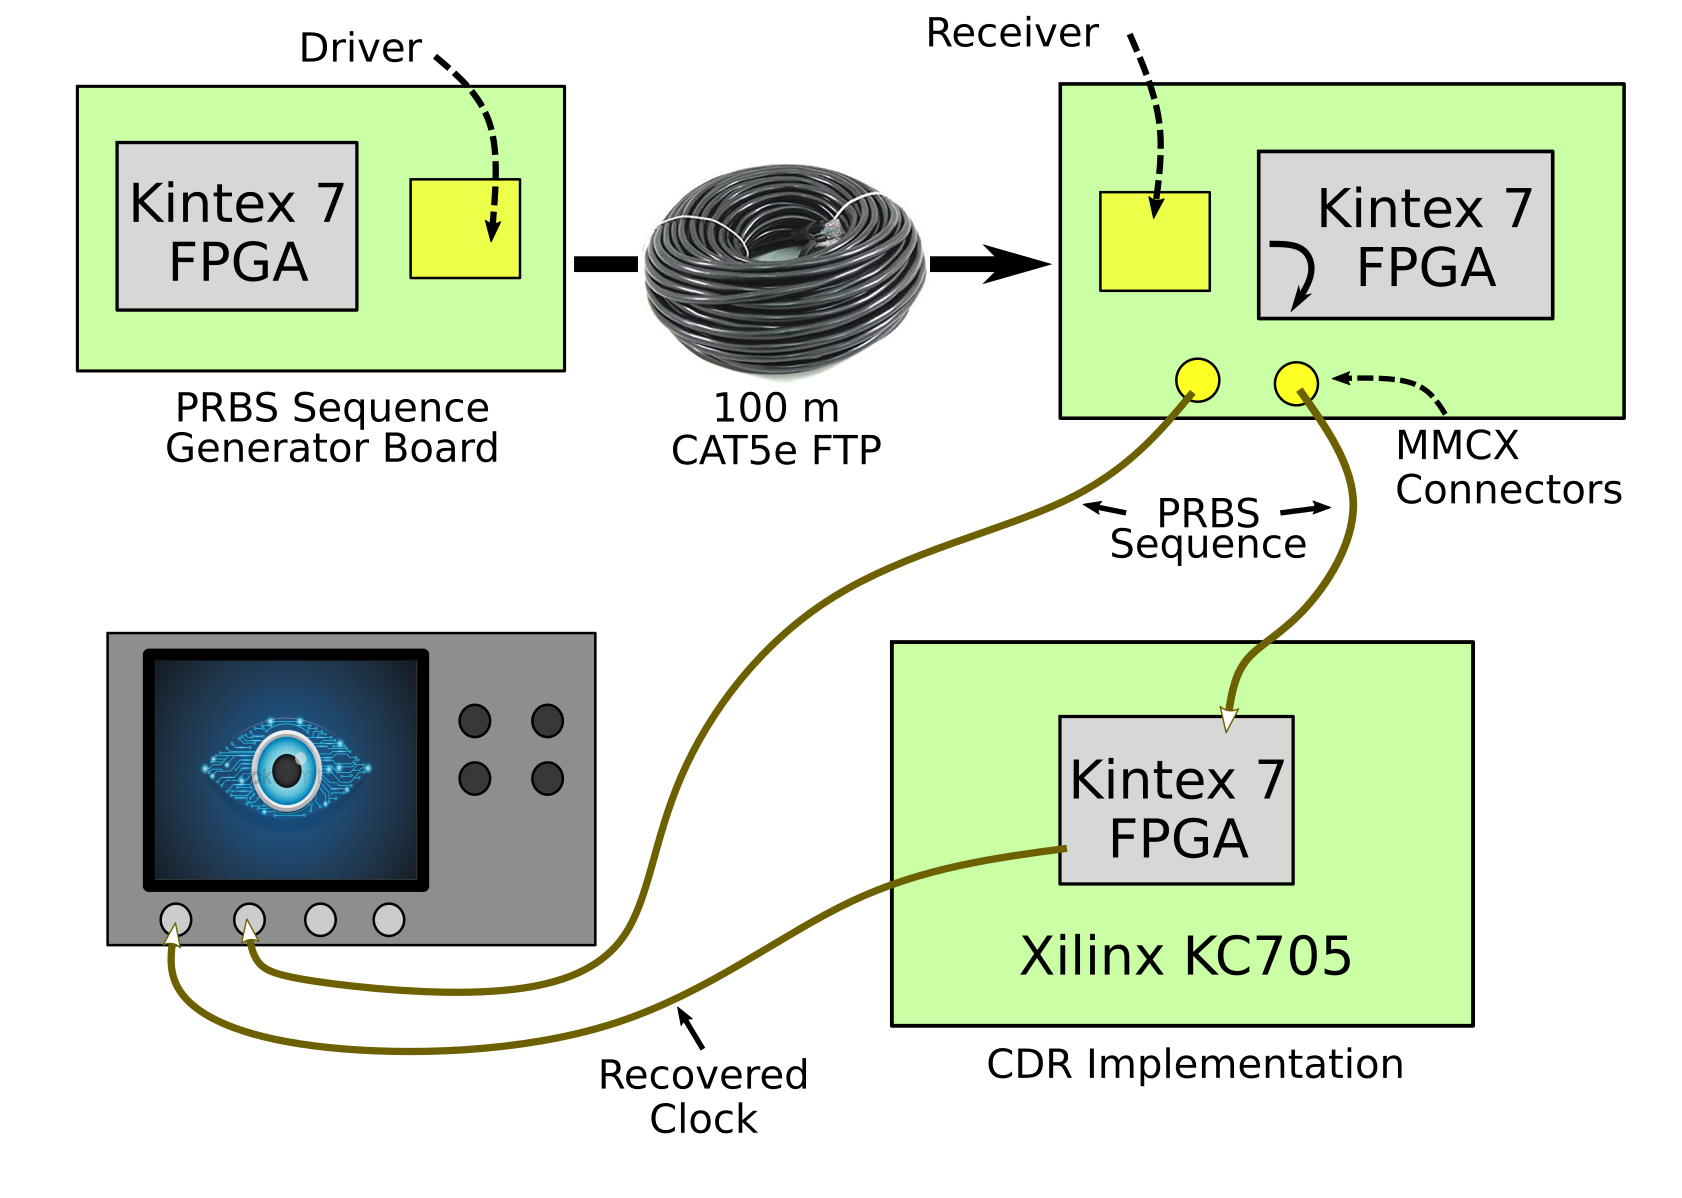 Driver
Receiver
Kintex 7
FPGA
Kintex 7
FPGA
PRBS Sequence
Generator Board
100 m
CAT5e FTP
MMCX
Connectors
PRBS
Sequence
Kintex 7
FPGA
Xilinx KC705
Recovered
Clock
CDR Implementation